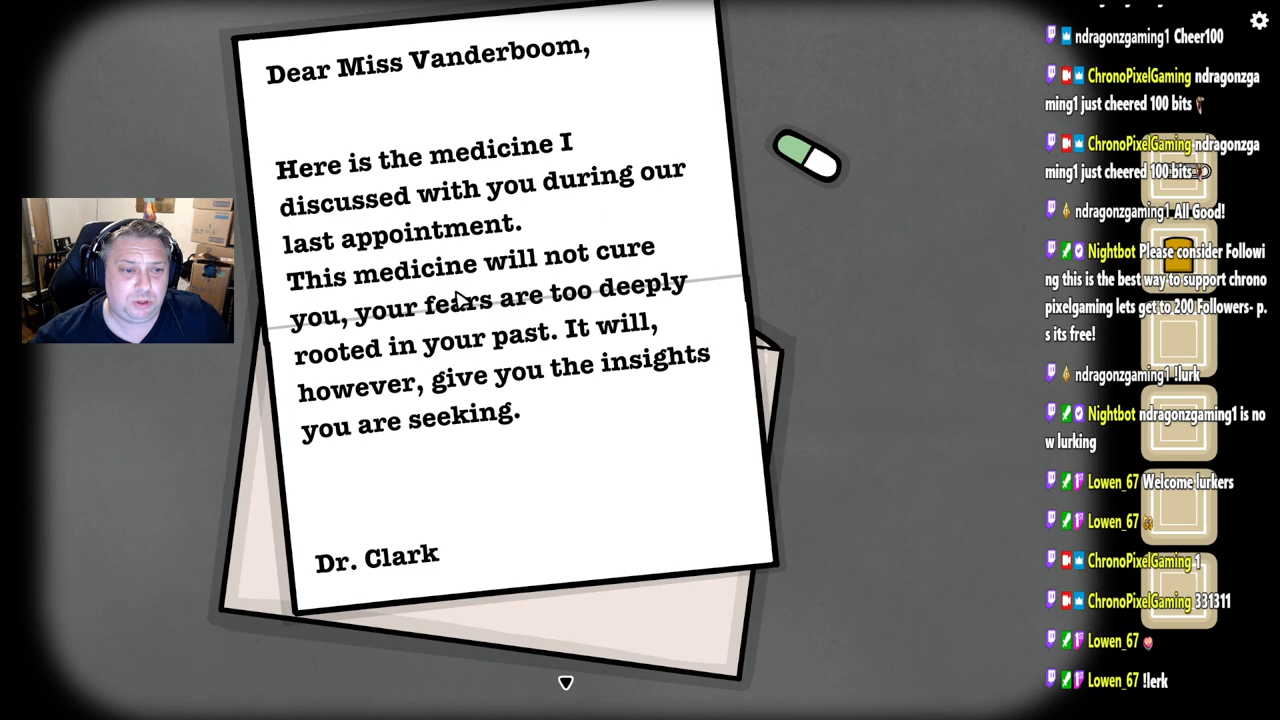 Dear Miss Vanderboom,
Here is the medicine I
discussed with you during our
last appointment.
This medicine will not cure
you, your fears are too deeply
rooted in your past. It will,
however, give you the insights
you are seeking.
Dr. Clark
ndragonzgaming1 Cheer100
ChronoPixelGaming ndragonzga
ming1 just cheered 100 bits
ChronoPixelGaming ndragonzga
ming1 just cheered 100 bits
ndragonzgaming1 All Good!
Nightbot Please consider Followi
ng this is the best way to support chrono
pixelgaming lets get to 200 Followers- p.
s its free!
ndragonzgaming1 !lurk
Nightbot ndragonzgaming1 is no
w lurking
Lowen_67 Welcome lurkers
Lowen_67
ChronoPixelGaming 1
ChronoPixelGaming 331311
Lowen_67
Lowen_67 !lerk